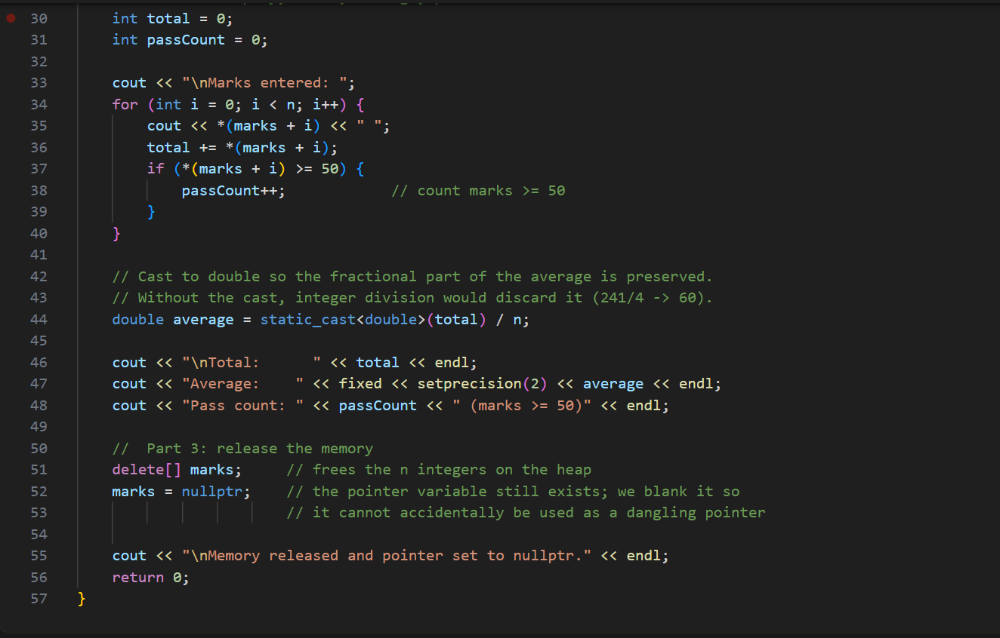 30 int total = 0;
31 int passCount = 0;
32
33 cout << "\nMarks entered: ";
34 for (int i = 0; i < n; i++) {
35 cout << *(marks + i) << " ";
36 total += *(marks + i);
37 if (*(marks + i) >= 50) {
38 passCount++; // count marks >= 50
39 }
40 }
41
42 // Cast to double so the fractional part of the average is preserved.
43 // Without the cast, integer division would discard it (241/4 -> 60).
44 double average = static_cast<double>(total) / n;
45
46 cout << "\nTotal:      " << total << endl;
47 cout << "Average:    " << fixed << setprecision(2) << average << endl;
48 cout << "Pass count: " << passCount << " (marks >= 50)" << endl;
49
50 //  Part 3: release the memory
51 delete[] marks; // frees the n integers on the heap
52 marks = nullptr; // the pointer variable still exists; we blank it so
53 // it cannot accidentally be used as a dangling pointer
54
55 cout << "\nMemory released and pointer set to nullptr." << endl;
56 return 0;
57 }